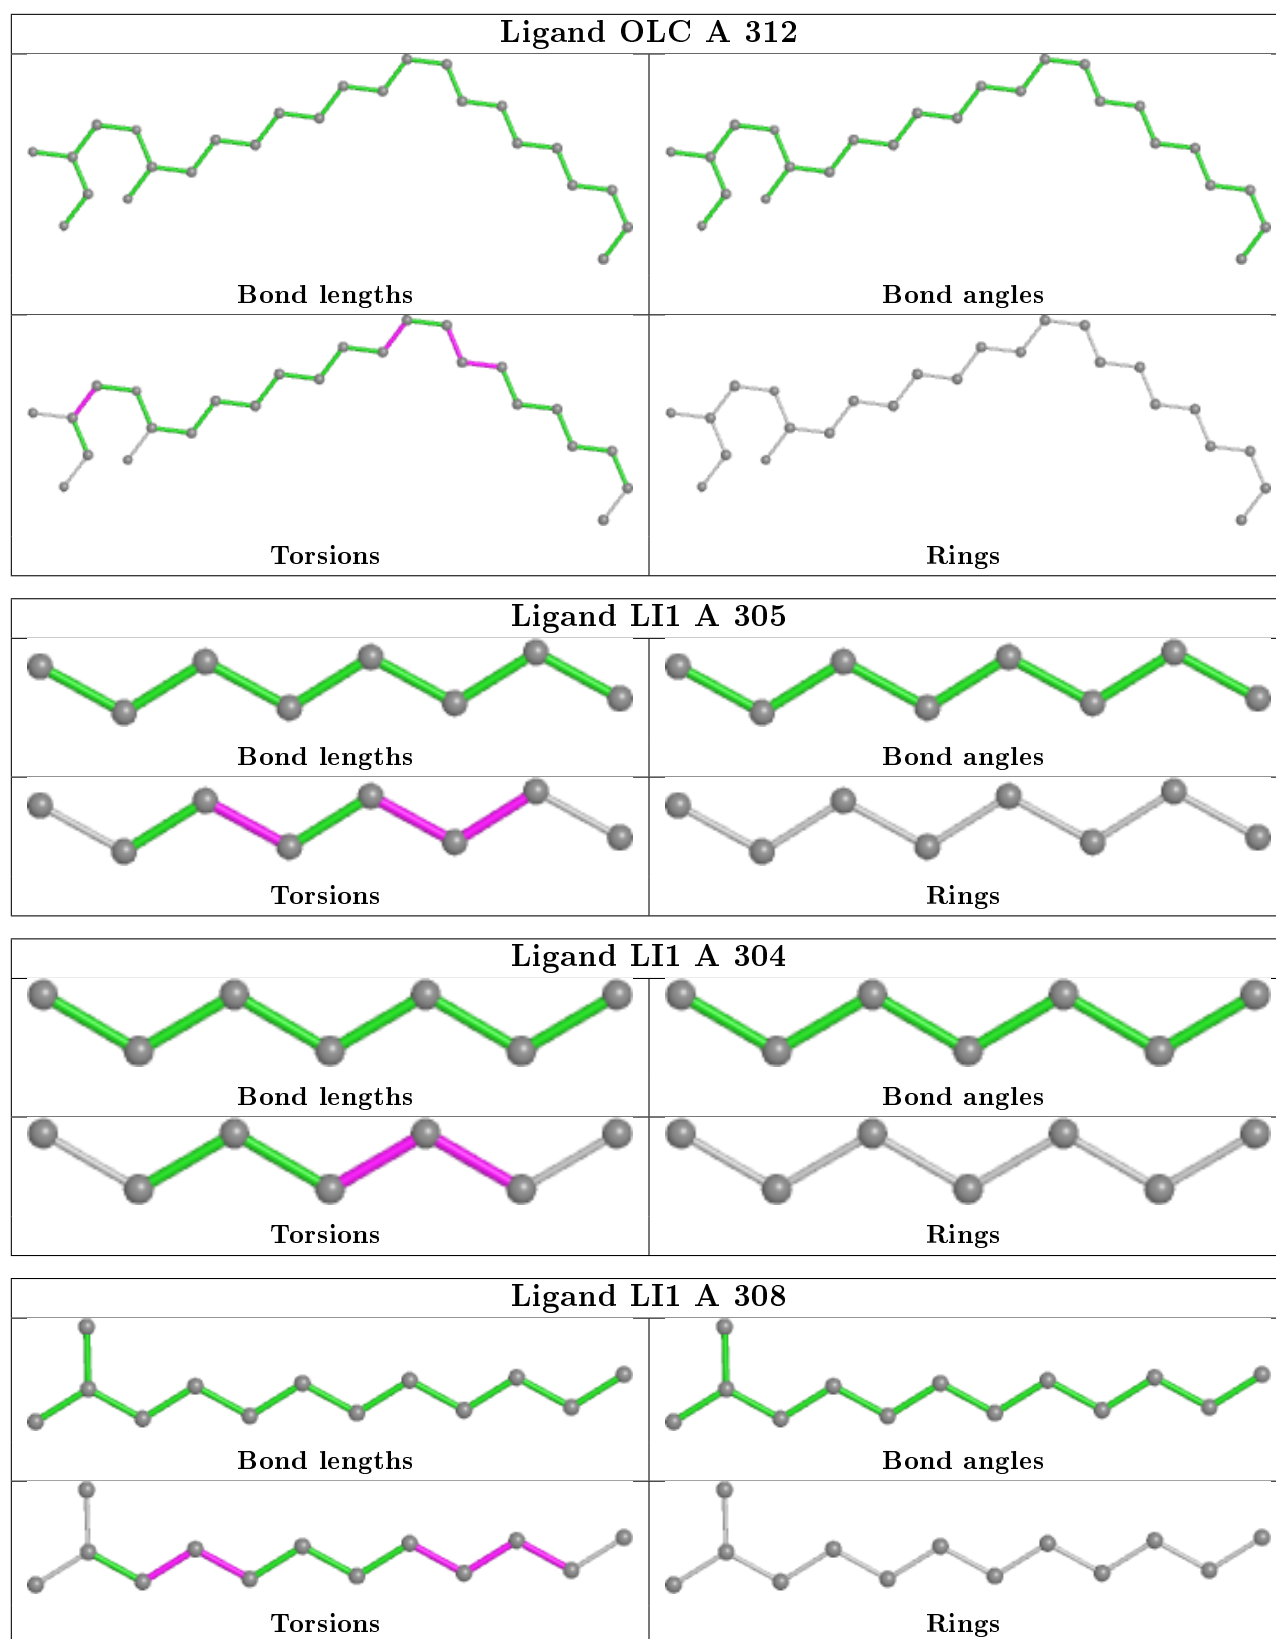 Ligand OLC A 312
Bond lengths
Bond angles
Torsions
Rings
Ligand LI1 A 305
Bond lengths
Bond angles
Torsions
Rings
Ligand LI1 A 304
Bond lengths
Bond angles
Torsions
Rings
Ligand LI1 A 308
Bond lengths
Bond angles
Torsions
Rings